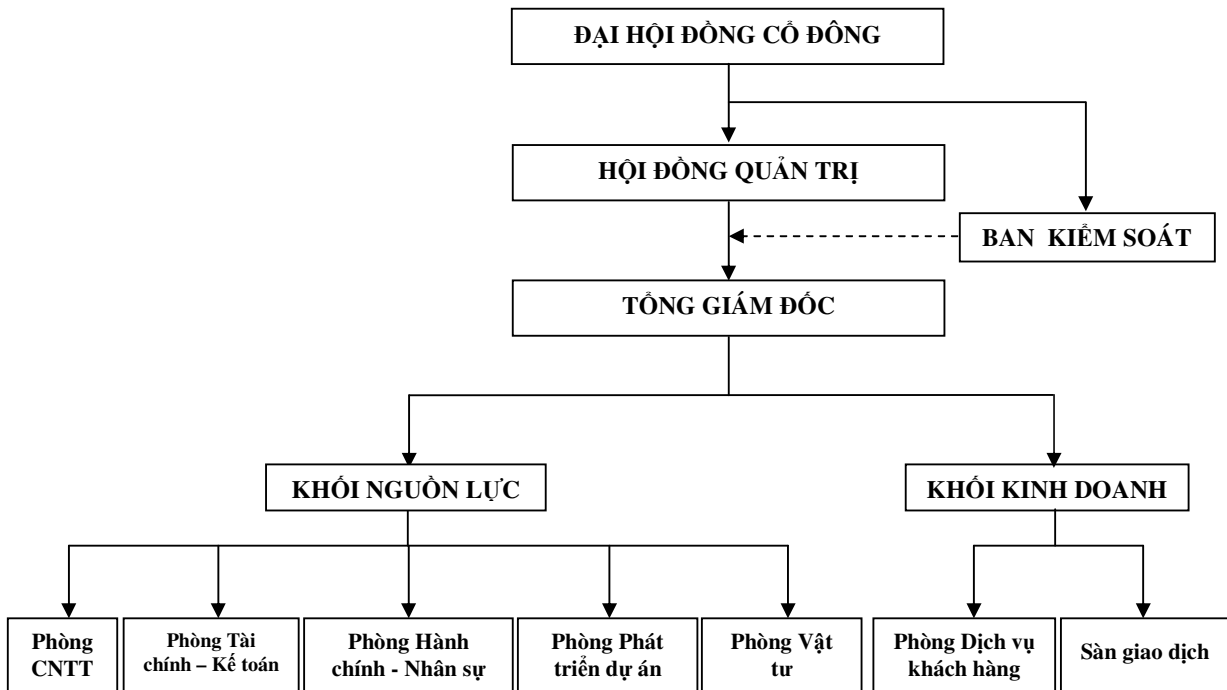 ĐẠI HỘI ĐỒNG CỔ ĐÔNG
HỘI ĐỒNG QUẢN TRỊ
BAN KIỂM SOÁT
TỔNG GIÁM ĐỐC
KHỐI NGUỒN LỰC
KHỐI KINH DOANH
Phòng
CNTT
Phòng Tài
chính – Kế toán
Phòng Hành
chính - Nhân sự
Phòng Phát
triển dự án
Phòng Vật
tư
Phòng Dịch vụ
khách hàng
Sàn giao dịch